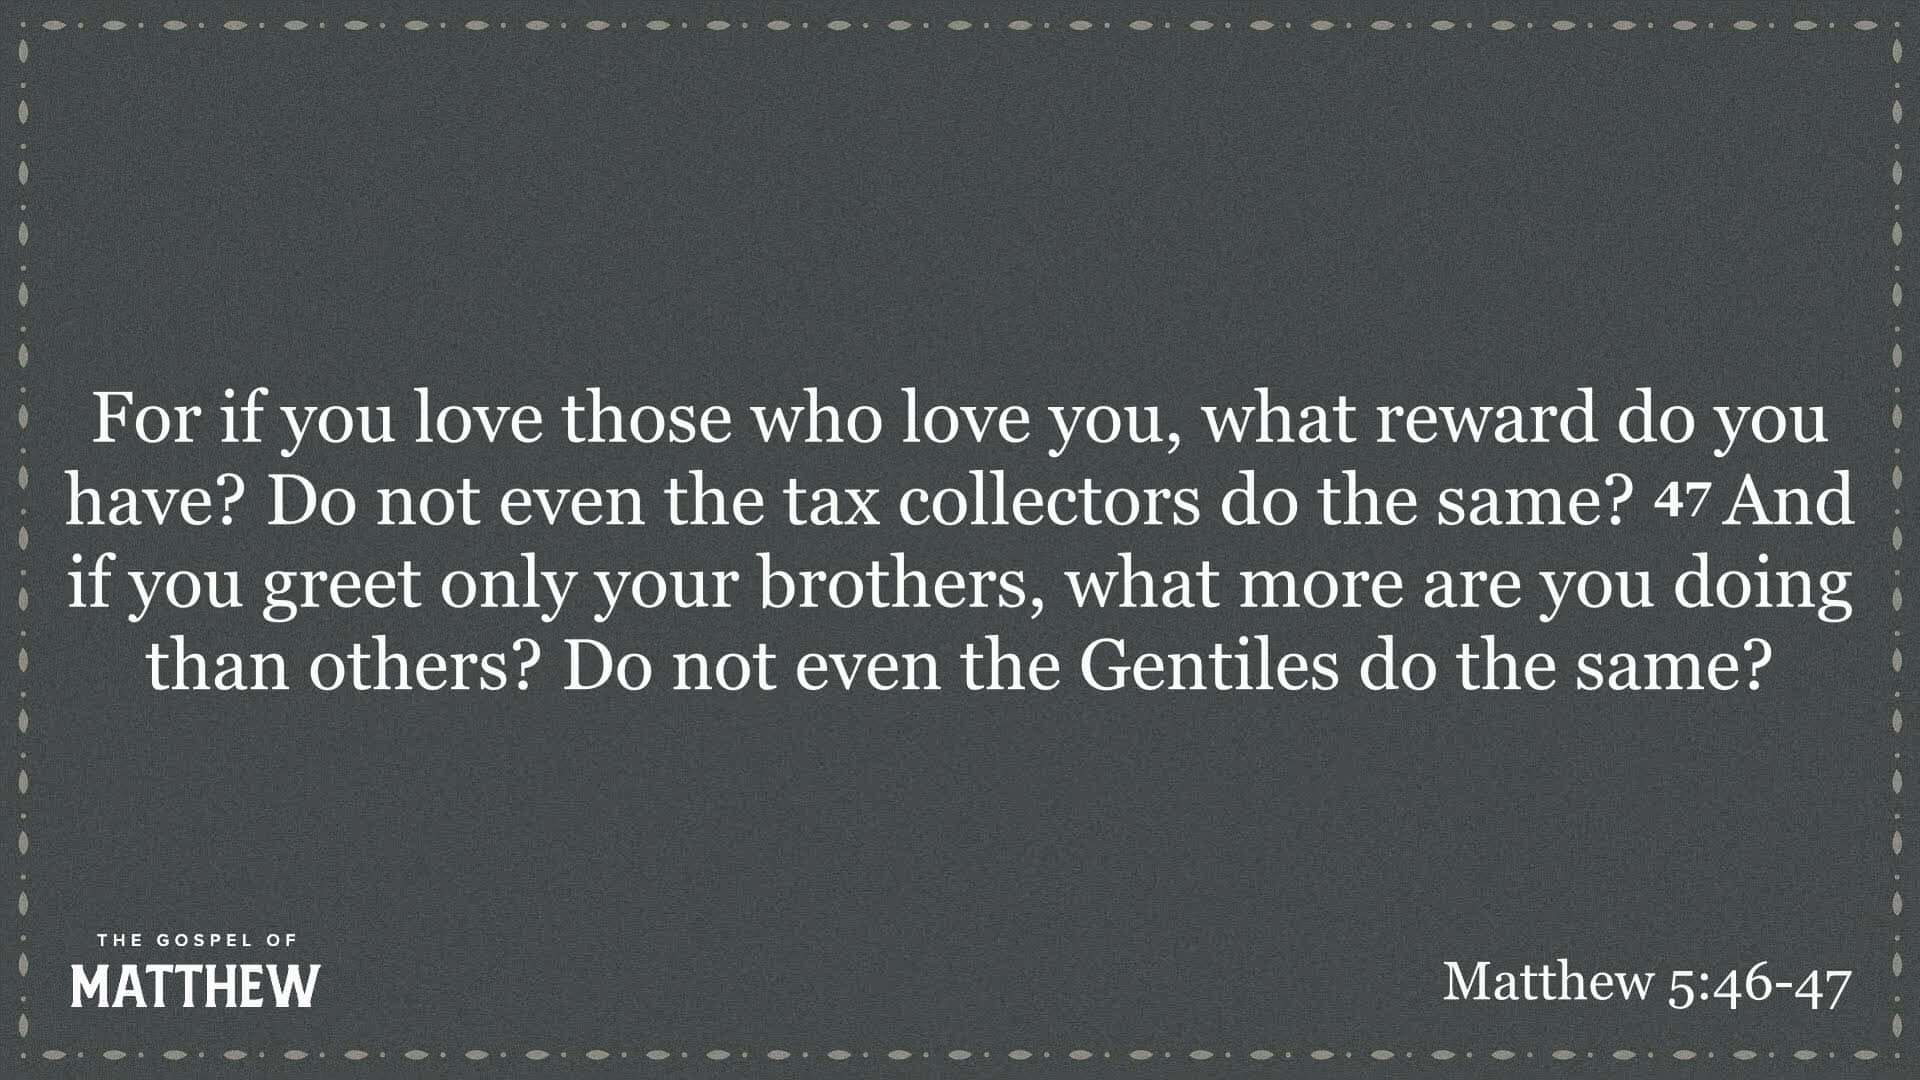 For if you love those who love you, what reward do you
have? Do not even the tax collectors do the same? 47 And
if you greet only your brothers, what more are you doing
than others? Do not even the Gentiles do the same?
THE GOSPEL OF
MATTHEW
Matthew 5:46-47